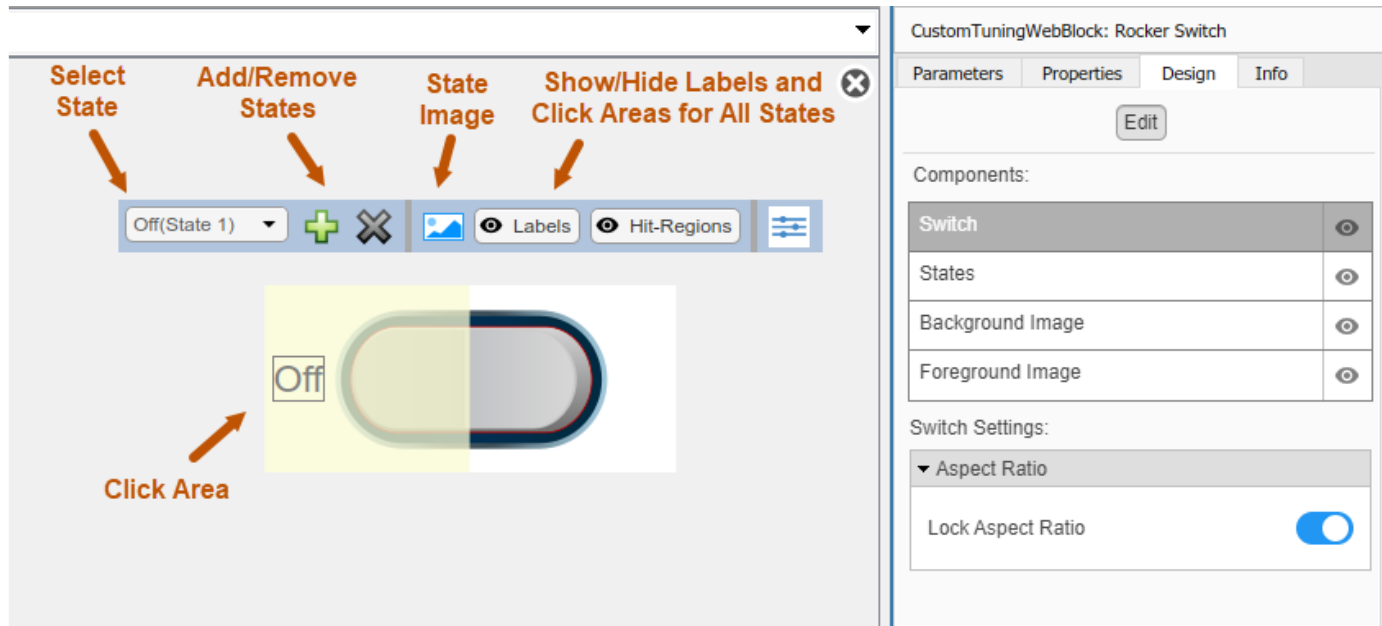 Select
State
Add/Remove
States
State
Image
Show/Hide Labels and
Click Areas for All States
Off(State 1)
Labels
Hit-Regions
Off
Click Area
CustomTuningWebBlock: Rocker Switch
Parameters
Properties
Design
Info
Edit
Components:
Switch
States
Background Image
Foreground Image
Switch Settings:
Aspect Ratio
Lock Aspect Ratio